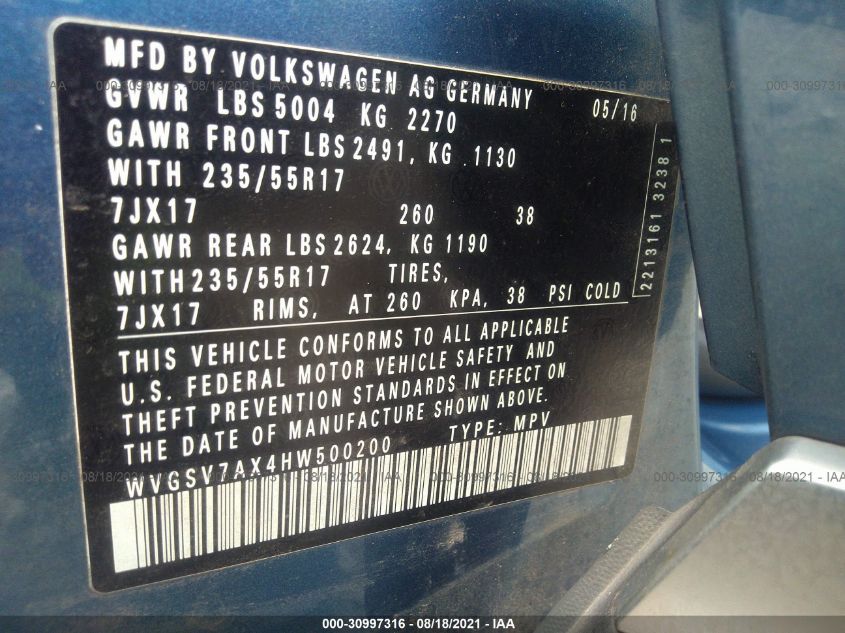 MFD BY VOLKSWAGEN AG GERMANY 05/16
GVWR LBS 5004 KG 2270
GAWR FRONT LBS 2491, KG 1130
WITH 235/55R17
7JX17 260 38
GAWR REAR LBS 2624, KG 1190
WITH 235/55R17 TIRES,
7JX17 RIMS, AT 260 KPA, 38 PSI COLD
2213161 3238 1
THIS VEHICLE CONFORMS TO ALL APPLICABLE
U.S. FEDERAL MOTOR VEHICLE SAFETY AND
THEFT PREVENTION STANDARDS IN EFFECT ON
THE DATE OF MANUFACTURE SHOWN ABOVE.
WVGSV7AX4HW500200 TYPE: MPV
000-30997316 - 08/18/2021 - IAA